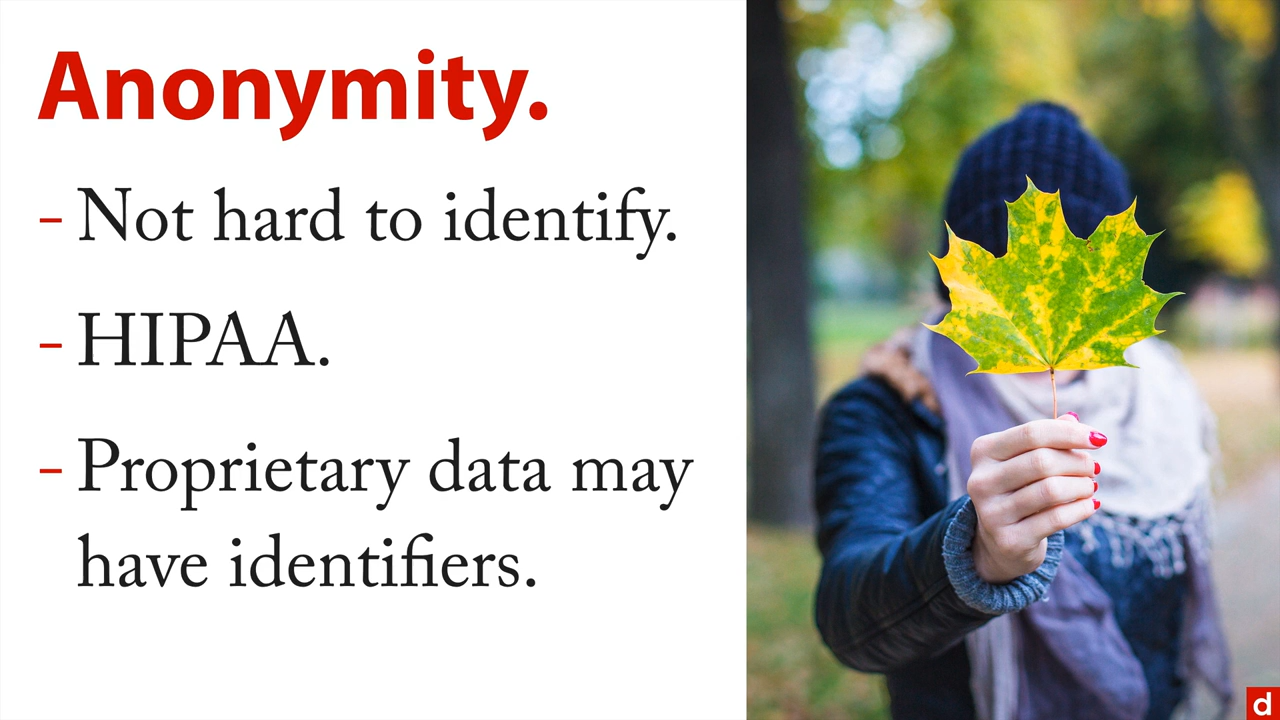 Anonymity.
- Not hard to identify.
- HIPAA.
- Proprietary data may
have identifiers.
d